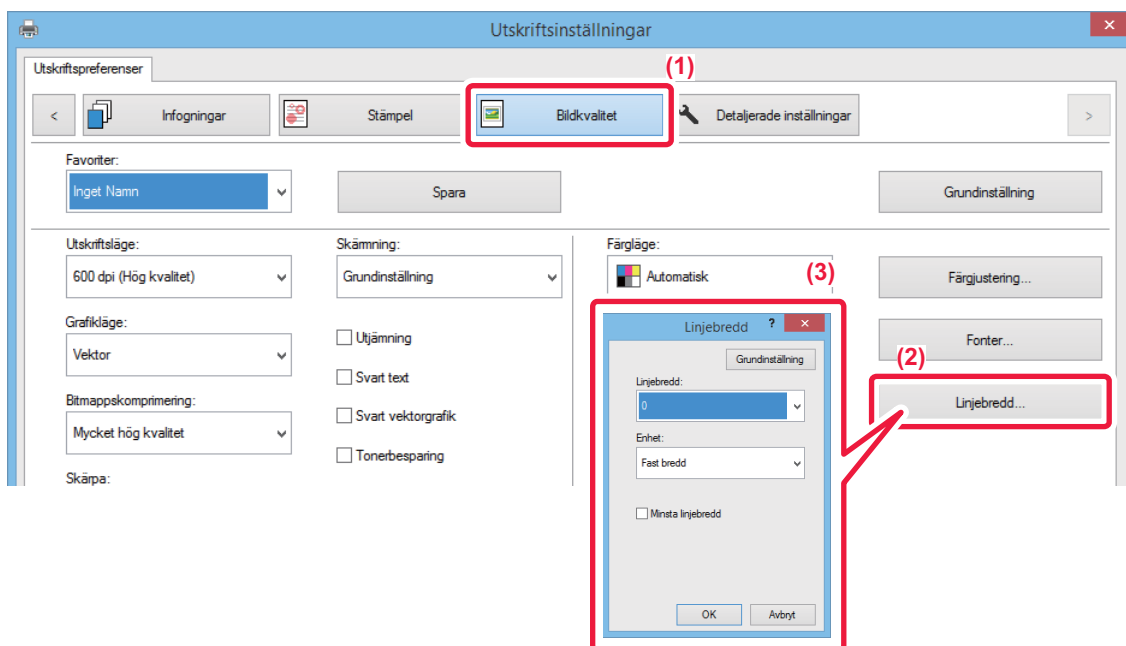 Utskriftsinställningar
Utskriftspreferenser
(1)
< Infogningar Stämpel Bildkvalitet Detaljerade inställningar >
Favoriter:
Inget Namn Spara Grundinställning
Utskriftsläge: Skärmning: Färgläge:
600 dpi (Hög kvalitet) Grundinställning Automatisk (3) Färgjustering...
Grafikläge: Utjämning Linjebredd ? Fonter...
Vektor Grundinställning (2)
Svart text Linjebredd:
Bitmappskomprimering: 0 Linjebredd...
Mycket hög kvalitet Svart vektorgrafik Enhet:
Tonerbesparing Fast bredd
Skärpa:
Minsta linjebredd
OK Avbryt